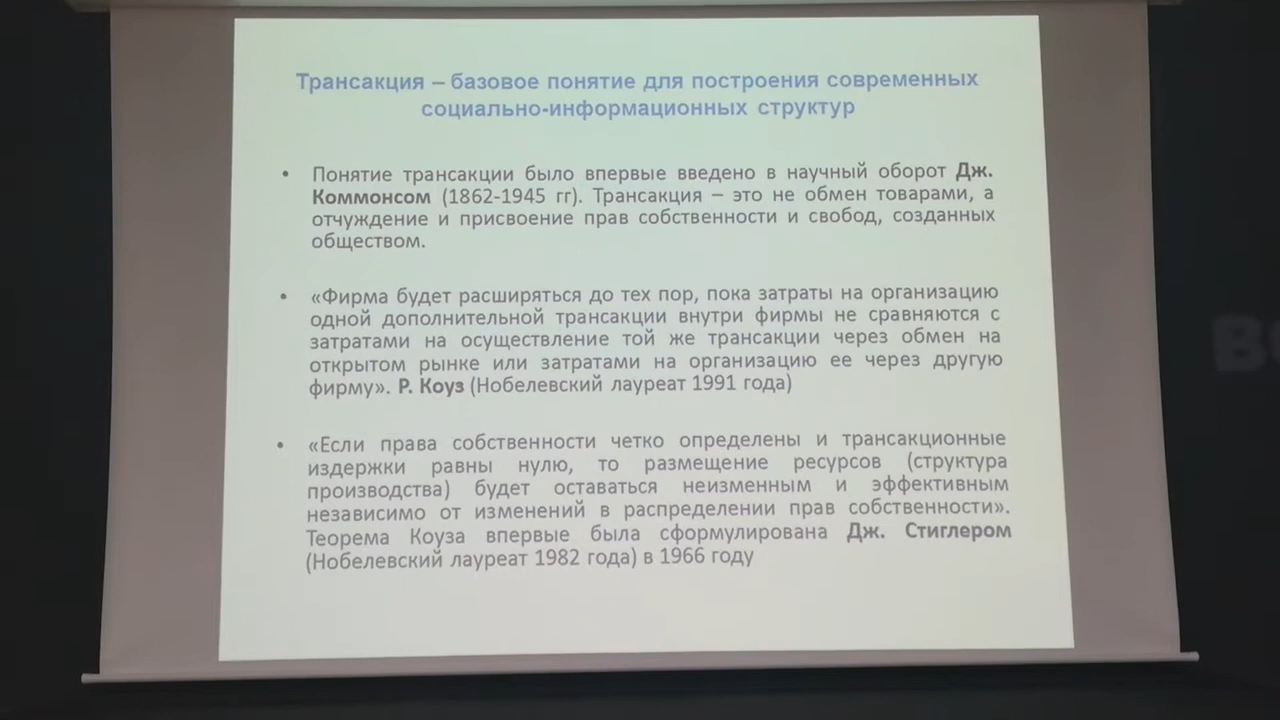 Трансакция – базовое понятие для построения современных
социально-информационных структур
• Понятие трансакции было впервые введено в научный оборот Дж.
Коммонсом (1862-1945 гг). Трансакция – это не обмен товарами, а
отчуждение и присвоение прав собственности и свобод, созданных
обществом.
• «Фирма будет расширяться до тех пор, пока затраты на организацию
одной дополнительной трансакции внутри фирмы не сравняются с
затратами на осуществление той же трансакции через обмен на
открытом рынке или затратами на организацию ее через другую
фирму». Р. Коуз (Нобелевский лауреат 1991 года)
• «Если права собственности четко определены и трансакционные
издержки равны нулю, то размещение ресурсов (структура
производства) будет оставаться неизменным и эффективным
независимо от изменений в распределении прав собственности».
Теорема Коуза впервые была сформулирована Дж. Стиглером
(Нобелевский лауреат 1982 года) в 1966 году